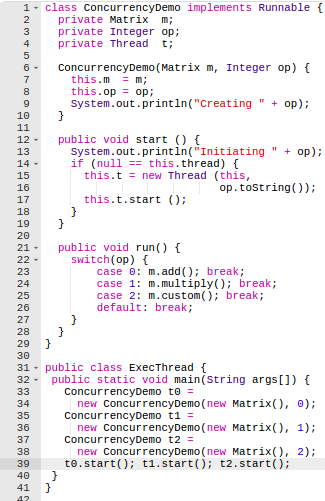 1 class ConcurrencyDemo implements Runnable {
2 private Matrix m;
3 private Integer op;
4 private Thread t;
5
6 ConcurrencyDemo(Matrix m, Integer op) {
7 this.m = m;
8 this.op = op;
9 System.out.println("Creating " + op);
10 }
11
12 public void start () {
13 System.out.println("Initiating " + op);
14 if (null == this.thread) {
15 this.t = new Thread (this,
16 op.toString());
17 this.t.start ();
18 }
19 }
20
21 public void run() {
22 switch(op) {
23 case 0: m.add(); break;
24 case 1: m.multiply(); break;
25 case 2: m.custom(); break;
26 default: break;
27 }
28 }
29 }
30
31 public class ExecThread {
32 public static void main(String args[]) {
33 ConcurrencyDemo t0 =
34 new ConcurrencyDemo(new Matrix(), 0);
35 ConcurrencyDemo t1 =
36 new ConcurrencyDemo(new Matrix(), 1);
37 ConcurrencyDemo t2 =
38 new ConcurrencyDemo(new Matrix(), 2);
39 t0.start(); t1.start(); t2.start();
40 }
41 }
42